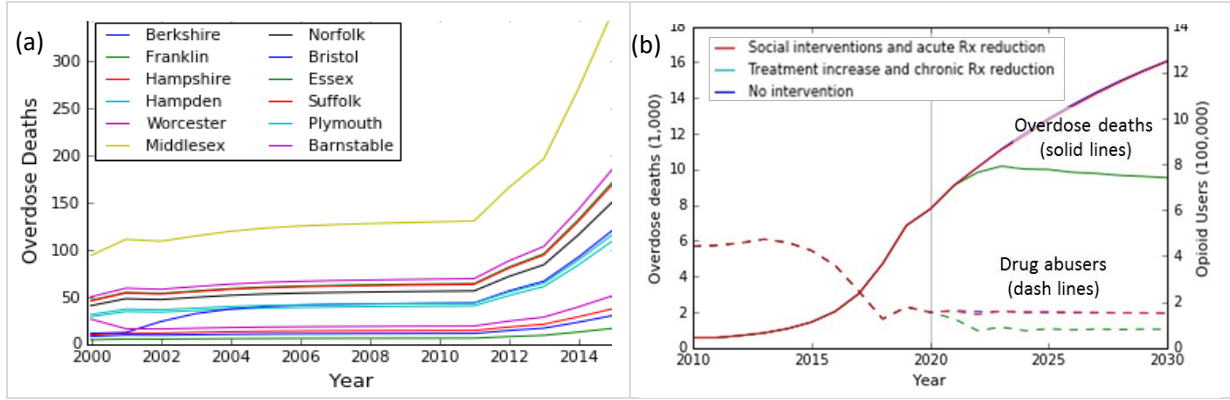 (a)
Berkshire
Franklin
Hampshire
Hampden
Worcester
Middlesex
Norfolk
Bristol
Essex
Suffolk
Plymouth
Barnstable
Overdose Deaths
300
250
200
150
100
50
0
2000 2002 2004 2006 2008 2010 2012 2014
Year
(b)
Social interventions and acute Rx reduction
Treatment increase and chronic Rx reduction
No intervention
Overdose deaths (1,000)
18
16
14
12
10
8
6
4
2
0
Overdose deaths
(solid lines)
Drug abusers
(dash lines)
14
12
10
8
6
4
2
0
Opioid Users (100,000)
2010 2015 2020 2025 2030
Year